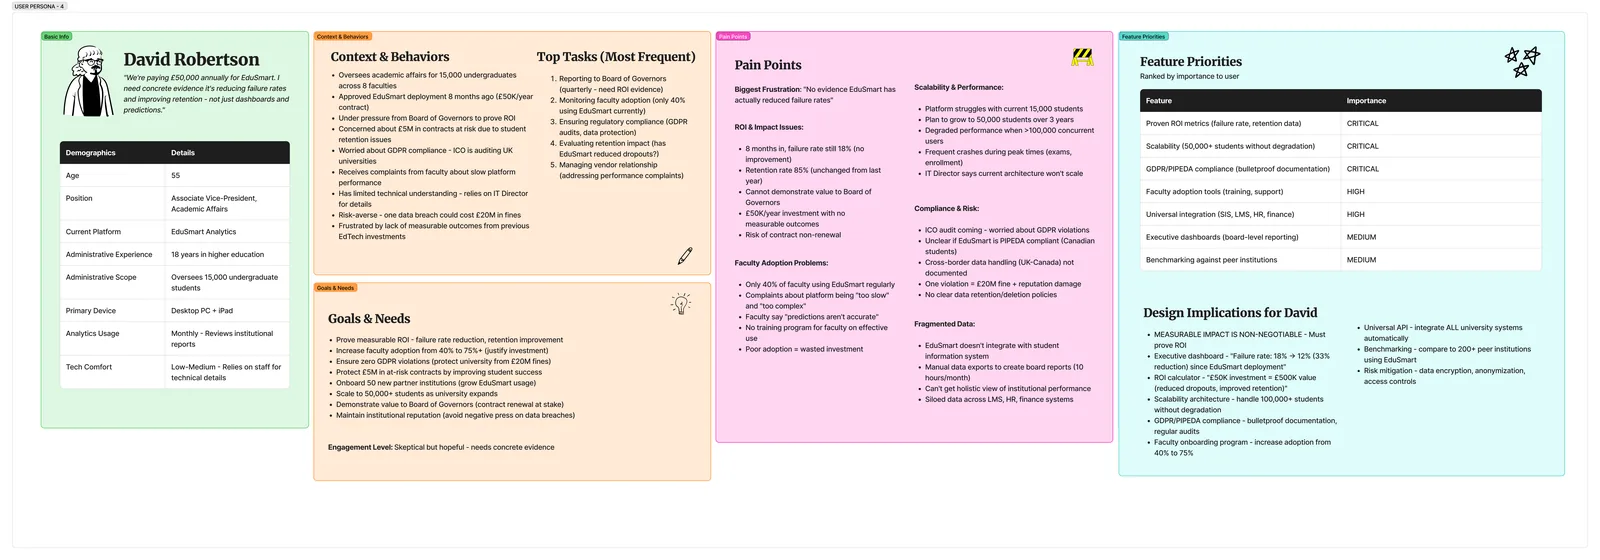 USER PERSONA - 4
Basic Info
David Robertson
"We're paying £50,000 annually for EduSmart. I
need concrete evidence it's reducing failure rates
and improving retention - not just dashboards and
predictions."
Demographics Details
Age 55
Position Associate Vice-President,
Academic Affairs
Current Platform EduSmart Analytics
Administrative Experience 18 years in higher education
Administrative Scope Oversees 15,000 undergraduate
students
Primary Device Desktop PC + iPad
Analytics Usage Monthly - Reviews institutional
reports
Tech Comfort Low-Medium - Relies on staff for
technical details
Context & Behaviors
Context & Behaviors
• Oversees academic affairs for 15,000 undergraduates
across 8 faculties
• Approved EduSmart deployment 8 months ago (£50K/year
contract)
• Under pressure from Board of Governors to prove ROI
• Concerned about £5M in contracts at risk due to student
retention issues
• Worried about GDPR compliance - ICO is auditing UK
universities
• Receives complaints from faculty about slow platform
performance
• Has limited technical understanding - relies on IT Director
for details
• Risk-averse - one data breach could cost £20M in fines
• Frustrated by lack of measurable outcomes from previous
EdTech investments
Top Tasks (Most Frequent)
1. Reporting to Board of Governors
(quarterly - need ROI evidence)
2. Monitoring faculty adoption (only 40%
using EduSmart currently)
3. Ensuring regulatory compliance (GDPR
audits, data protection)
4. Evaluating retention impact (has
EduSmart reduced dropouts?)
5. Managing vendor relationship
(addressing performance complaints)
Goals & Needs
Goals & Needs
• Prove measurable ROI - failure rate reduction, retention improvement
• Increase faculty adoption from 40% to 75%+ (justify investment)
• Ensure zero GDPR violations (protect university from £20M fines)
• Protect £5M in at-risk contracts by improving student success
• Onboard 50 new partner institutions (grow EduSmart usage)
• Scale to 50,000+ students as university expands
• Demonstrate value to Board of Governors (contract renewal at stake)
• Maintain institutional reputation (avoid negative press on data breaches)
Engagement Level: Skeptical but hopeful - needs concrete evidence
Pain Points
Pain Points
Biggest Frustration: "No evidence EduSmart has
actually reduced failure rates"
ROI & Impact Issues:
• 8 months in, failure rate still 18% (no
improvement)
• Retention rate 85% (unchanged from last
year)
• Cannot demonstrate value to Board of
Governors
• £50K/year investment with no
measurable outcomes
• Risk of contract non-renewal
Faculty Adoption Problems:
• Only 40% of faculty using EduSmart regularly
• Complaints about platform being "too slow"
and "too complex"
• Faculty say "predictions aren't accurate"
• No training program for faculty on effective
use
• Poor adoption = wasted investment
Scalability & Performance:
• Platform struggles with current 15,000 students
• Plan to grow to 50,000 students over 3 years
• Degraded performance when >100,000 concurrent
users
• Frequent crashes during peak times (exams,
enrollment)
• IT Director says current architecture won't scale
Compliance & Risk:
• ICO audit coming - worried about GDPR violations
• Unclear if EduSmart is PIPEDA compliant (Canadian
students)
• Cross-border data handling (UK-Canada) not
documented
• One violation = £20M fine + reputation damage
• No clear data retention/deletion policies
Fragmented Data:
• EduSmart doesn't integrate with student
information system
• Manual data exports to create board reports (10
hours/month)
• Can't get holistic view of institutional performance
• Siloed data across LMS, HR, finance systems
Feature Priorities
Feature Priorities
Ranked by importance to user
Feature Importance
Proven ROI metrics (failure rate, retention data) CRITICAL
Scalability (50,000+ students without degradation) CRITICAL
GDPR/PIPEDA compliance (bulletproof documentation) CRITICAL
Faculty adoption tools (training, support) HIGH
Universal integration (SIS, LMS, HR, finance) HIGH
Executive dashboards (board-level reporting) MEDIUM
Benchmarking against peer institutions MEDIUM
Design Implications for David
• MEASURABLE IMPACT IS NON-NEGOTIABLE - Must
prove ROI
• Executive dashboard - "Failure rate: 18% → 12% (33%
reduction) since EduSmart deployment"
• ROI calculator - "£50K investment = £500K value
(reduced dropouts, improved retention)"
• Scalability architecture - handle 100,000+ students
without degradation
• GDPR/PIPEDA compliance - bulletproof documentation,
regular audits
• Faculty onboarding program - increase adoption from
40% to 75%
• Universal API - integrate ALL university systems
automatically
• Benchmarking - compare to 200+ peer institutions
using EduSmart
• Risk mitigation - data encryption, anonymization,
access controls